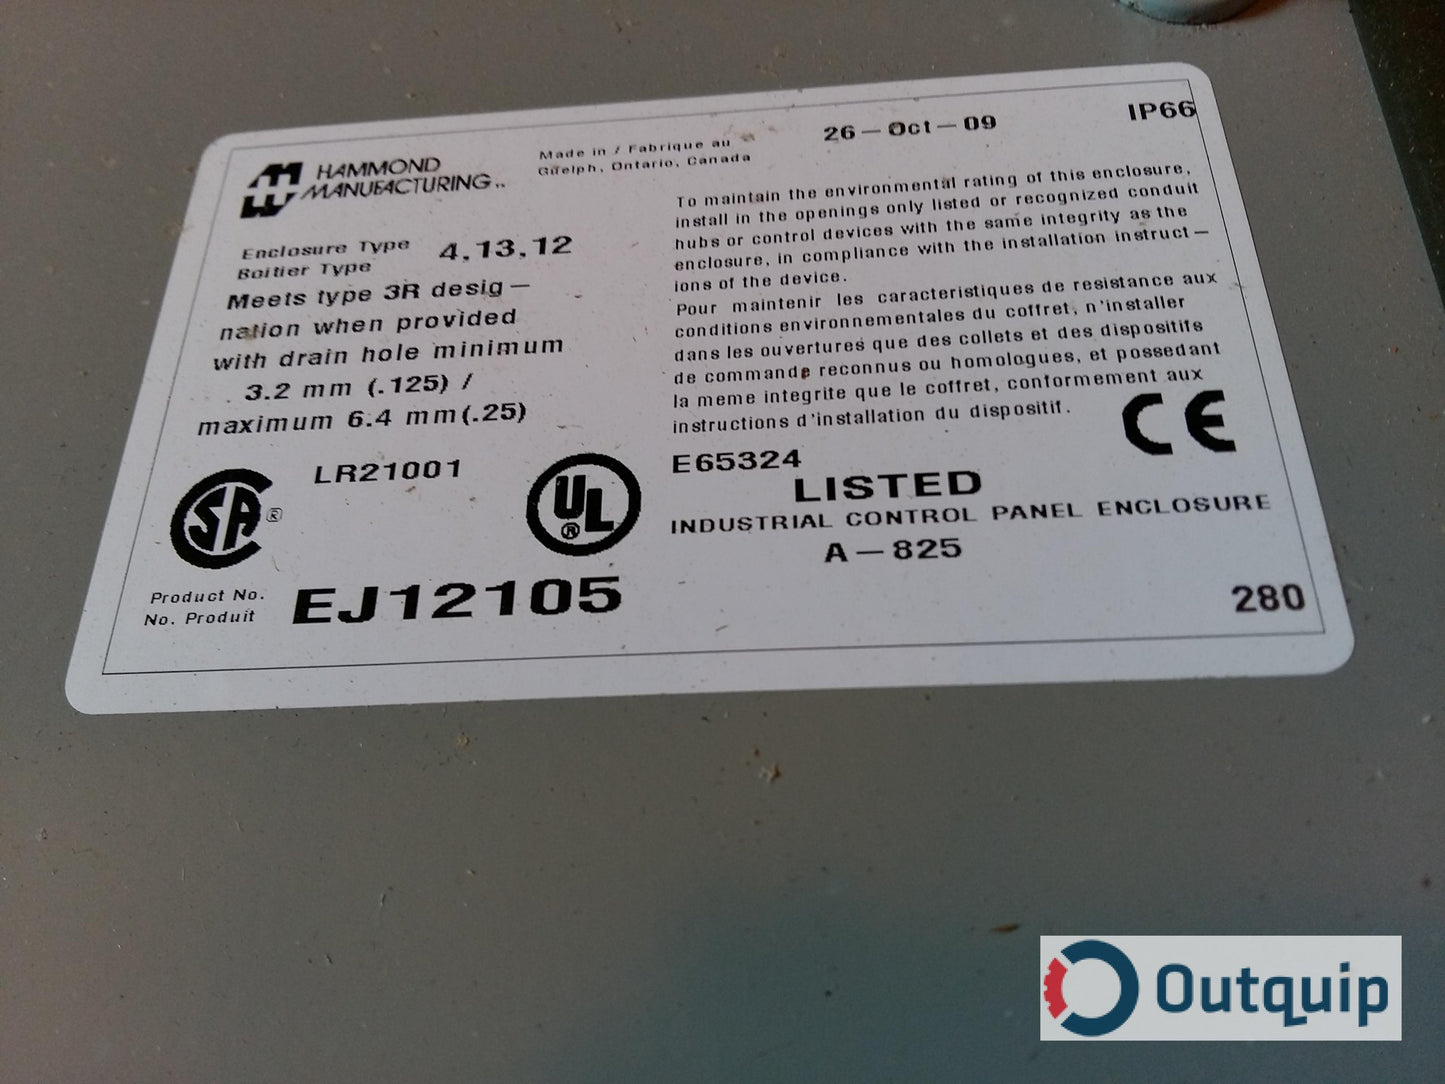 HAMMOND
MANUFACTURING™
Made in / Fabrique au
Guelph, Ontario, Canada
26-Oct-09
IP66
Enclosure Type
Boitier Type
4,13,12
Meets type 3R desig-
nation when provided
with drain hole minimum
3.2 mm (.125) /
maximum 6.4 mm(.25)
To maintain the environmental rating of this enclosure,
install in the openings only listed or recognized conduit
hubs or control devices with the same integrity as the
enclosure, in compliance with the installation instruct-
ions of the device.
Pour maintenir les caracteristiques de resistance aux
conditions environnementales du coffret, n'installer
dans les ouvertures que des collets et des dispositifs
de commande reconnus ou homologues, et possedant
la meme integrite que le coffret, conformement aux
instructions d'installation du dispositif.
CE
LR21001
SA®
UL®
E65324
LISTED
INDUSTRIAL CONTROL PANEL ENCLOSURE
A-825
Product No.
No. Produit
EJ12105
280
Outquip